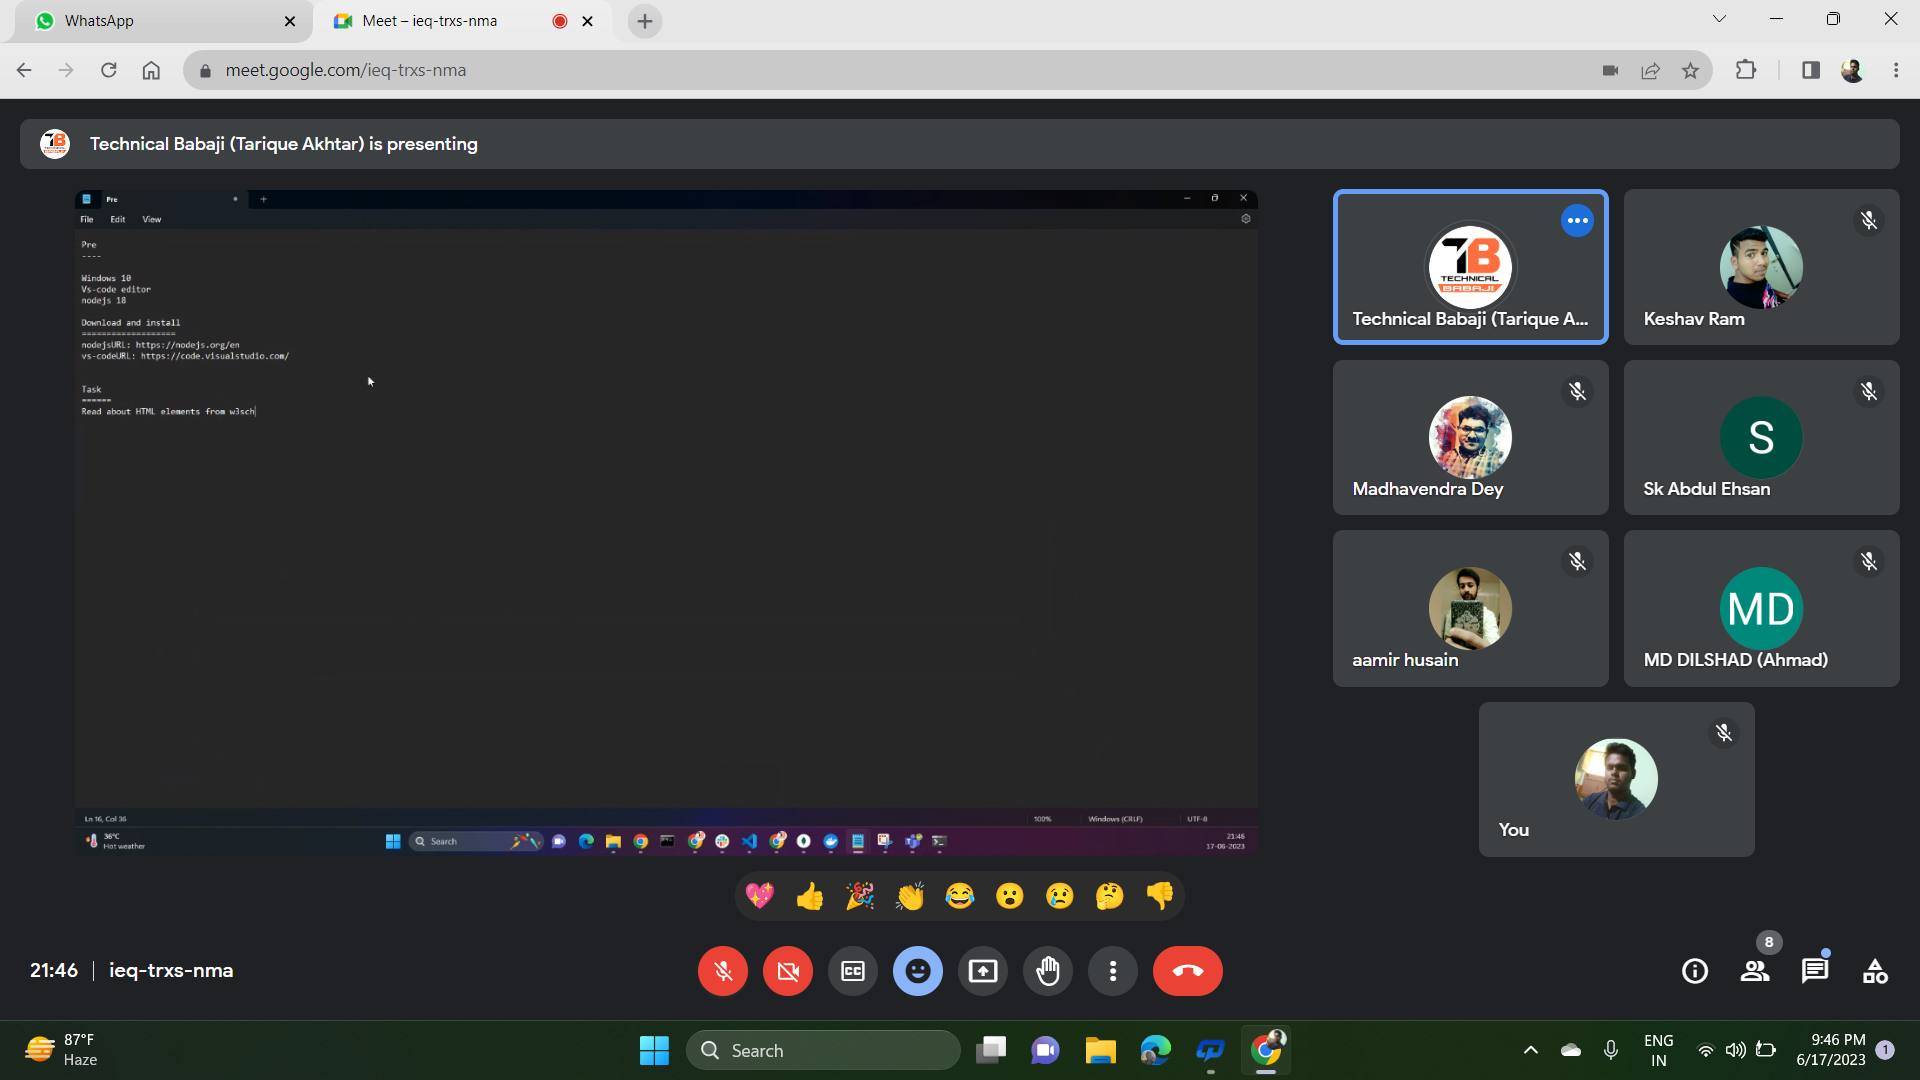 WhatsApp
Meet – ieq-trxs-nma
meet.google.com/ieq-trxs-nma
Technical Babaji (Tarique Akhtar) is presenting
Pre
File Edit View
Pre
----
Windows 10
Vs-code editor
nodejs 18
Download and install
===================
nodejsURL: https://nodejs.org/en
vs-codeURL: https://code.visualstudio.com/
Task
======
Read about HTML elements from w3sch
Ln 16, Col 36
100%
Windows (CRLF)
UTF-8
36°C
Hot weather
Search
21:46
17-06-2023
7B
TECHNICAL
BABAJI
Technical Babaji (Tarique A...
Keshav Ram
Madhavendra Dey
S
Sk Abdul Ehsan
aamir husain
MD
MD DILSHAD (Ahmad)
You
21:46
ieq-trxs-nma
CC
8
87°F
Haze
Search
ENG
IN
9:46 PM
6/17/2023
1